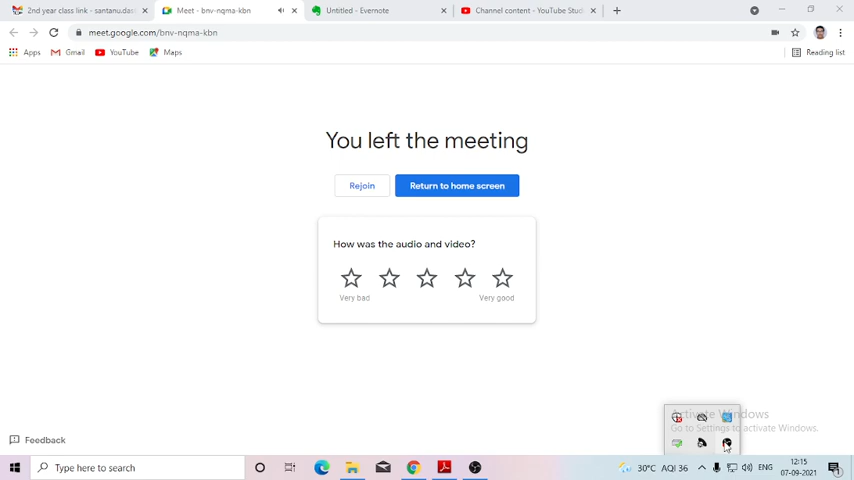 2nd year class link - santanu.das
Meet - bnv-nqma-kbn
Untitled - Evernote
Channel content - YouTube Studi
meet.google.com/bnv-nqma-kbn
Apps
Gmail
YouTube
Maps
Reading list
You left the meeting
Rejoin
Return to home screen
How was the audio and video?
Very bad
Very good
Activate Windows
Go to Settings to activate Windows.
Feedback
Type here to search
30°C AQI 36
ENG
12:15
07-09-2021
1